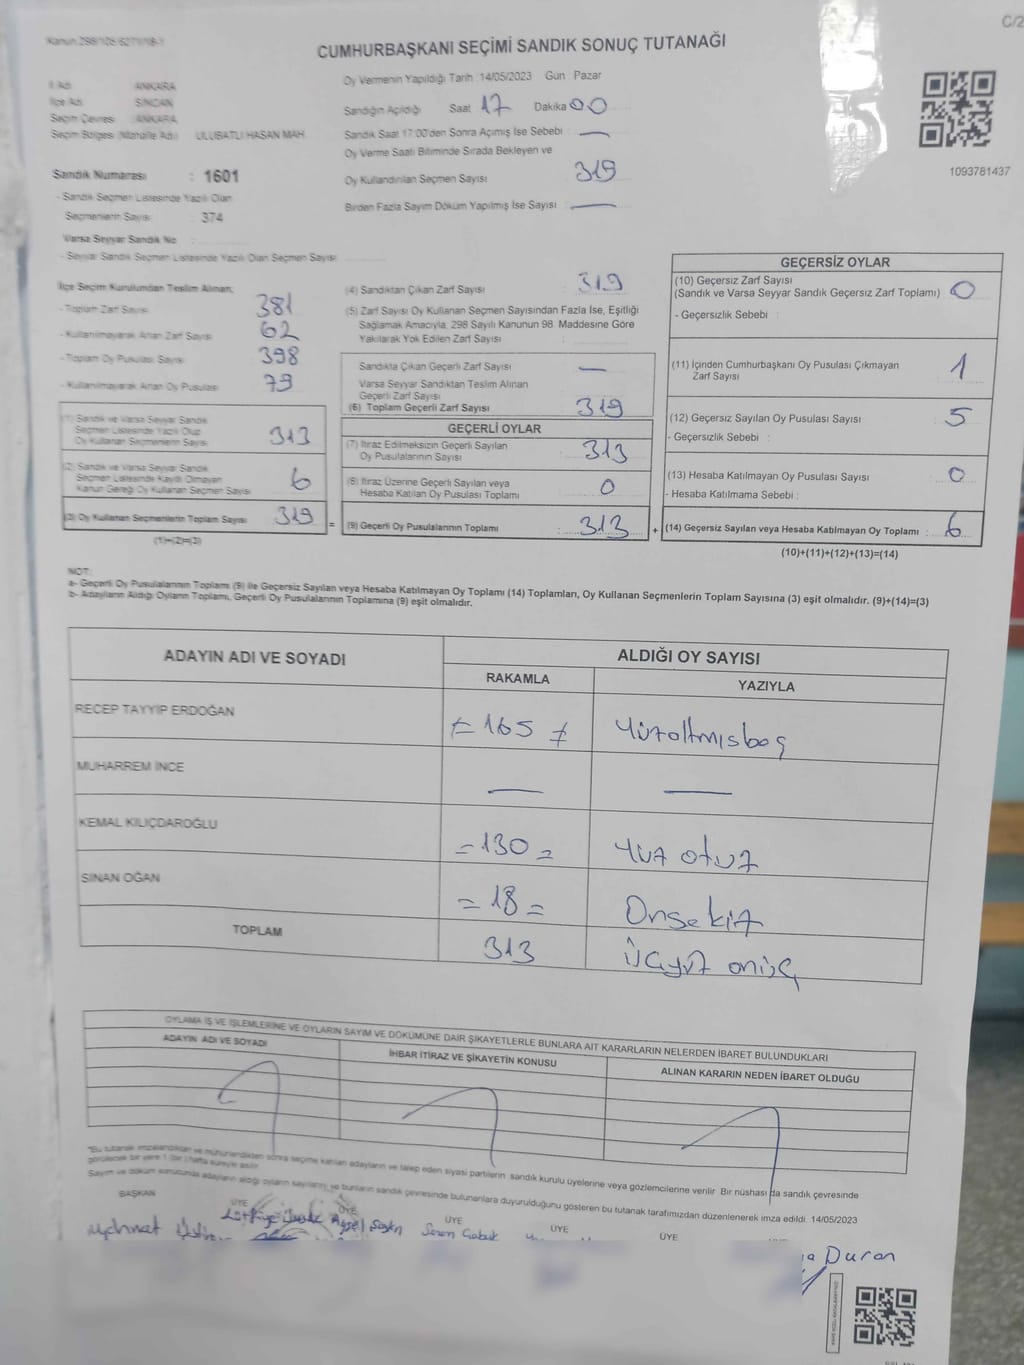 Kanun 298/105-6271/18-1
C/2
CUMHURBAŞKANI SEÇİMİ SANDIK SONUÇ TUTANAĞI
İl Adı ANKARA
İlçe Adı SİNCAN
Seçim Çevresi ANKARA
Seçim Bölgesi (Mahalle Adı) ULUBATLI HASAN MAH.
Sandık Numarası : 1601
- Sandık Seçmen Listesinde Yazılı Olan
Seçmenlerin Sayısı : 374
Varsa Seyyar Sandık No :
- Seyyar Sandık Seçmen Listesinde Yazılı Olan Seçmen Sayısı
Oy Vermenin Yapıldığı Tarih 14/05/2023 Gün Pazar
Sandığın Açıldığı Saat 17 Dakika 00
Sandık Saat 17:00'den Sonra Açımış İse Sebebi : —
Oy Verme Saati Bitiminde Sırada Bekleyen ve
Oy Kullandırılan Seçmen Sayısı 319
Birden Fazla Sayım Döküm Yapılmış İse Sayısı —
1093781437
İlçe Seçim Kurulundan Teslim Alınan;
- Toplam Zarf Sayısı 381
- Kullanılmayarak Artan Zarf Sayısı 62
- Toplam Oy Pusulası Sayısı 398
- Kullanılmayarak Artan Oy Pusulası 79
(1) Sandık ve Varsa Seyyar Sandık
Seçmen Listesinde Yazılı Olup
Oy Kullanan Seçmenlerin Sayısı 313
(2) Sandık ve Varsa Seyyar Sandık
Seçmen Listesinde Kayıtlı Olmayan
Kanun Gereği Oy Kullanan Seçmen Sayısı 6
(3) Oy Kullanan Seçmenlerin Toplam Sayısı 319 =
(1)+(2)=(3)
(4) Sandıktan Çıkan Zarf Sayısı : 319
(5) Zarf Sayısı Oy Kullanan Seçmen Sayısından Fazla İse, Eşitliği
Sağlamak Amacıyla, 298 Sayılı Kanunun 98. Maddesine Göre
Yakılarak Yok Edilen Zarf Sayısı :
Sandıkta Çıkan Geçerli Zarf Sayısı —
Varsa Seyyar Sandıktan Teslim Alınan
Geçerli Zarf Sayısı
(6) Toplam Geçerli Zarf Sayısı 319
GEÇERLİ OYLAR
(7) İtiraz Edilmeksizin Geçerli Sayılan
Oy Pusulalarının Sayısı : 313
(8) İtiraz Üzerine Geçerli Sayılan veya
Hesaba Katılan Oy Pusulası Toplamı : 0
(9) Geçerli Oy Pusulalarının Toplamı : 313 +
GEÇERSİZ OYLAR
(10) Geçersiz Zarf Sayısı
(Sandık ve Varsa Seyyar Sandık Geçersiz Zarf Toplamı) : 0
- Geçersizlik Sebebi :
(11) İçinden Cumhurbaşkanı Oy Pusulası Çıkmayan
Zarf Sayısı : 1
(12) Geçersiz Sayılan Oy Pusulası Sayısı : 5
- Geçersizlik Sebebi :
(13) Hesaba Katılmayan Oy Pusulası Sayısı : 0
- Hesaba Katılmama Sebebi :
(14) Geçersiz Sayılan veya Hesaba Katılmayan Oy Toplamı : 6
(10)+(11)+(12)+(13)=(14)
NOT:
a- Geçerli Oy Pusulalarının Toplamı (9) ile Geçersiz Sayılan veya Hesaba Katılmayan Oy Toplamı (14) Toplamları, Oy Kullanan Seçmenlerin Toplam Sayısına (3) eşit olmalıdır. (9)+(14)=(3)
b- Adayların Aldığı Oyların Toplamı, Geçerli Oy Pusulalarının Toplamına (9) eşit olmalıdır.
ADAYIN ADI VE SOYADI ALDIĞI OY SAYISI
RAKAMLA YAZIYLA
RECEP TAYYİP ERDOĞAN = 165 = Yüzaltmışbeş
MUHARREM İNCE — —
KEMAL KILIÇDAROĞLU = 130 = Yüz otuz
SİNAN OĞAN = 18 = Onsekiz
TOPLAM 313 Üçyüz onüç
OYLAMA İŞ VE İŞLEMLERİNE VE OYLARIN SAYIM VE DÖKÜMÜNE DAİR ŞİKAYETLERLE BUNLARA AİT KARARLARIN NELERDEN İBARET BULUNDUKLARI
ADAYIN ADI VE SOYADI İHBAR İTİRAZ VE ŞİKAYETİN KONUSU ALINAN KARARIN NEDEN İBARET OLDUĞU
*Bu tutanak imzalandıktan ve mühürlendikten sonra seçime katılan adayların ve talep eden siyasi partilerin sandık kurulu üyelerine veya gözlemcilerine verilir. Bir nüshası da sandık çevresinde
görülecek bir yere 1 (bir) hafta süreyle asılır.
Sayım ve döküm sonucunda adayların aldığı oyların sayılarını ve bunların sandık çevresinde bulunanlara duyurulduğunu gösteren bu tutanak tarafımızdan düzenlenerek imza edildi. 14/05/2023
BAŞKAN ÜYE ÜYE ÜYE ÜYE ÜYE
Aysel Seçkin
Duran